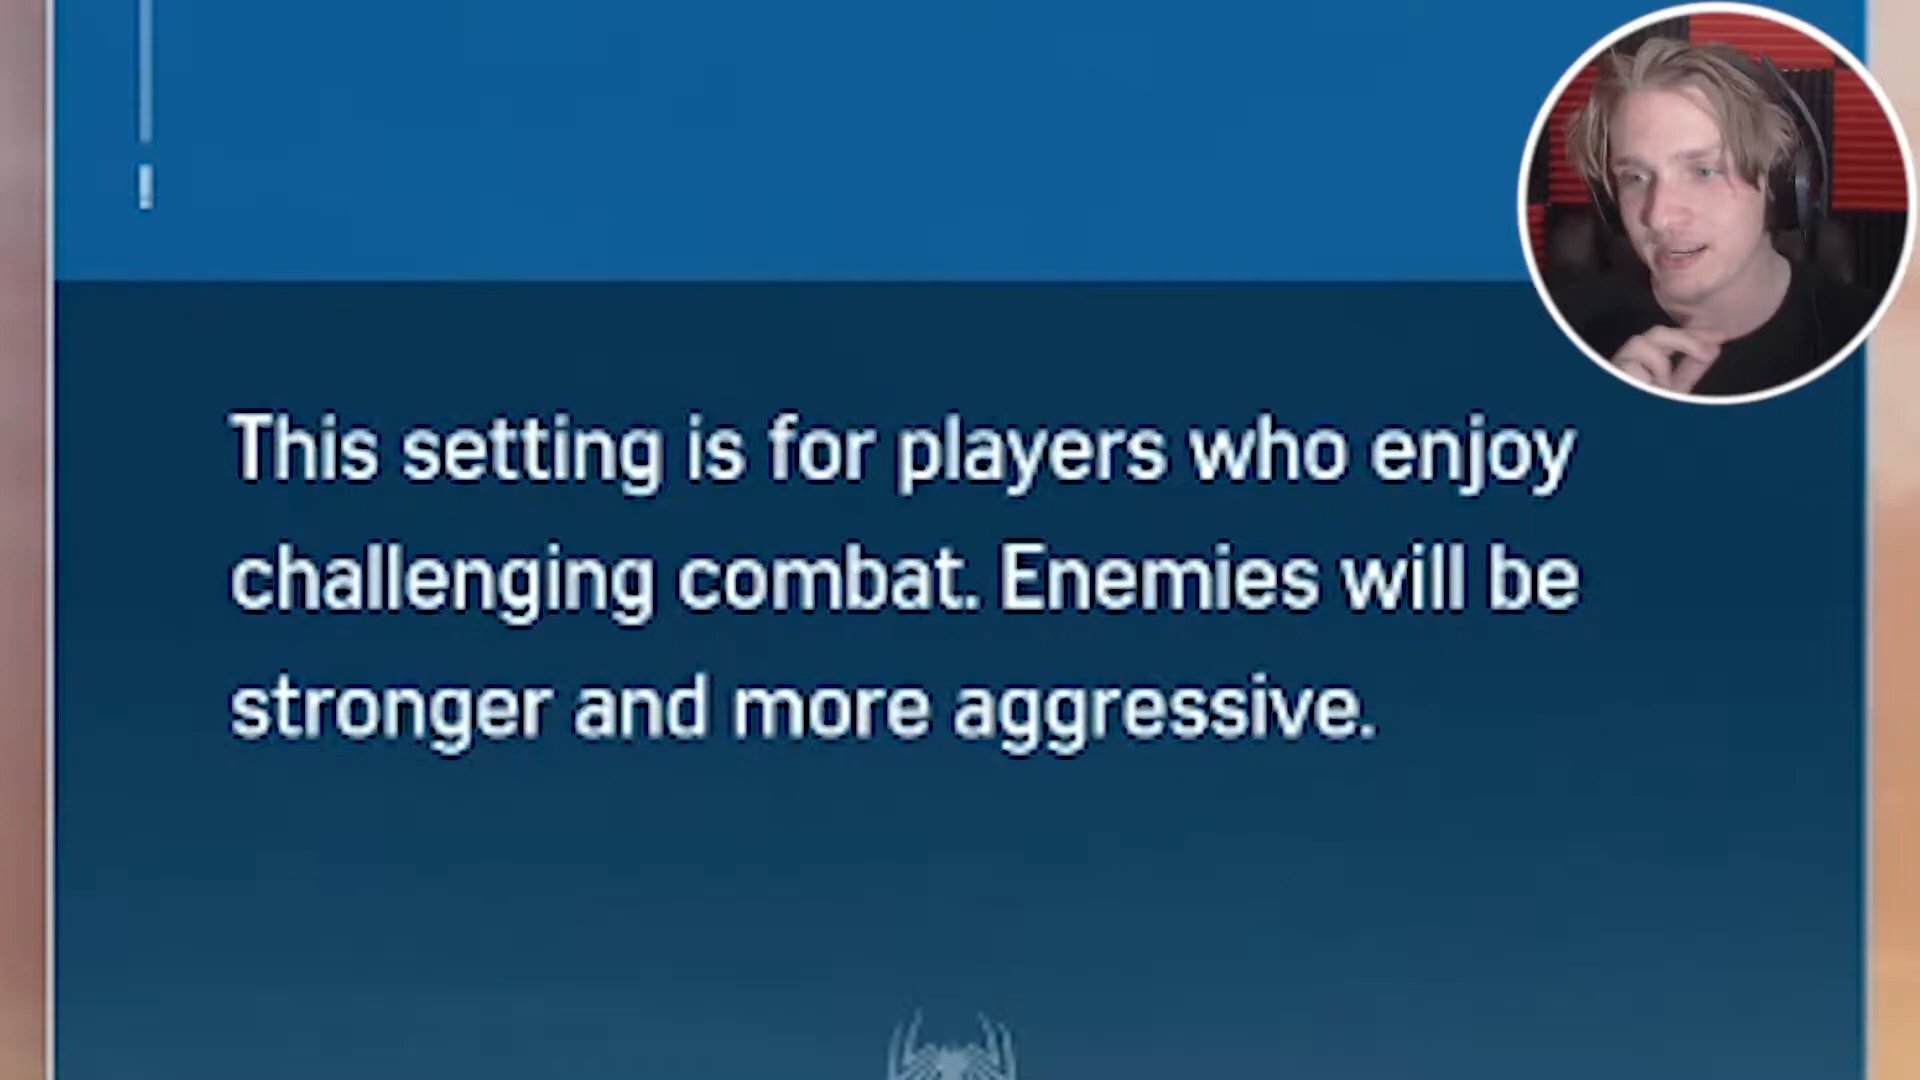 This setting is for players who enjoy
challenging combat. Enemies will be
stronger and more aggressive.